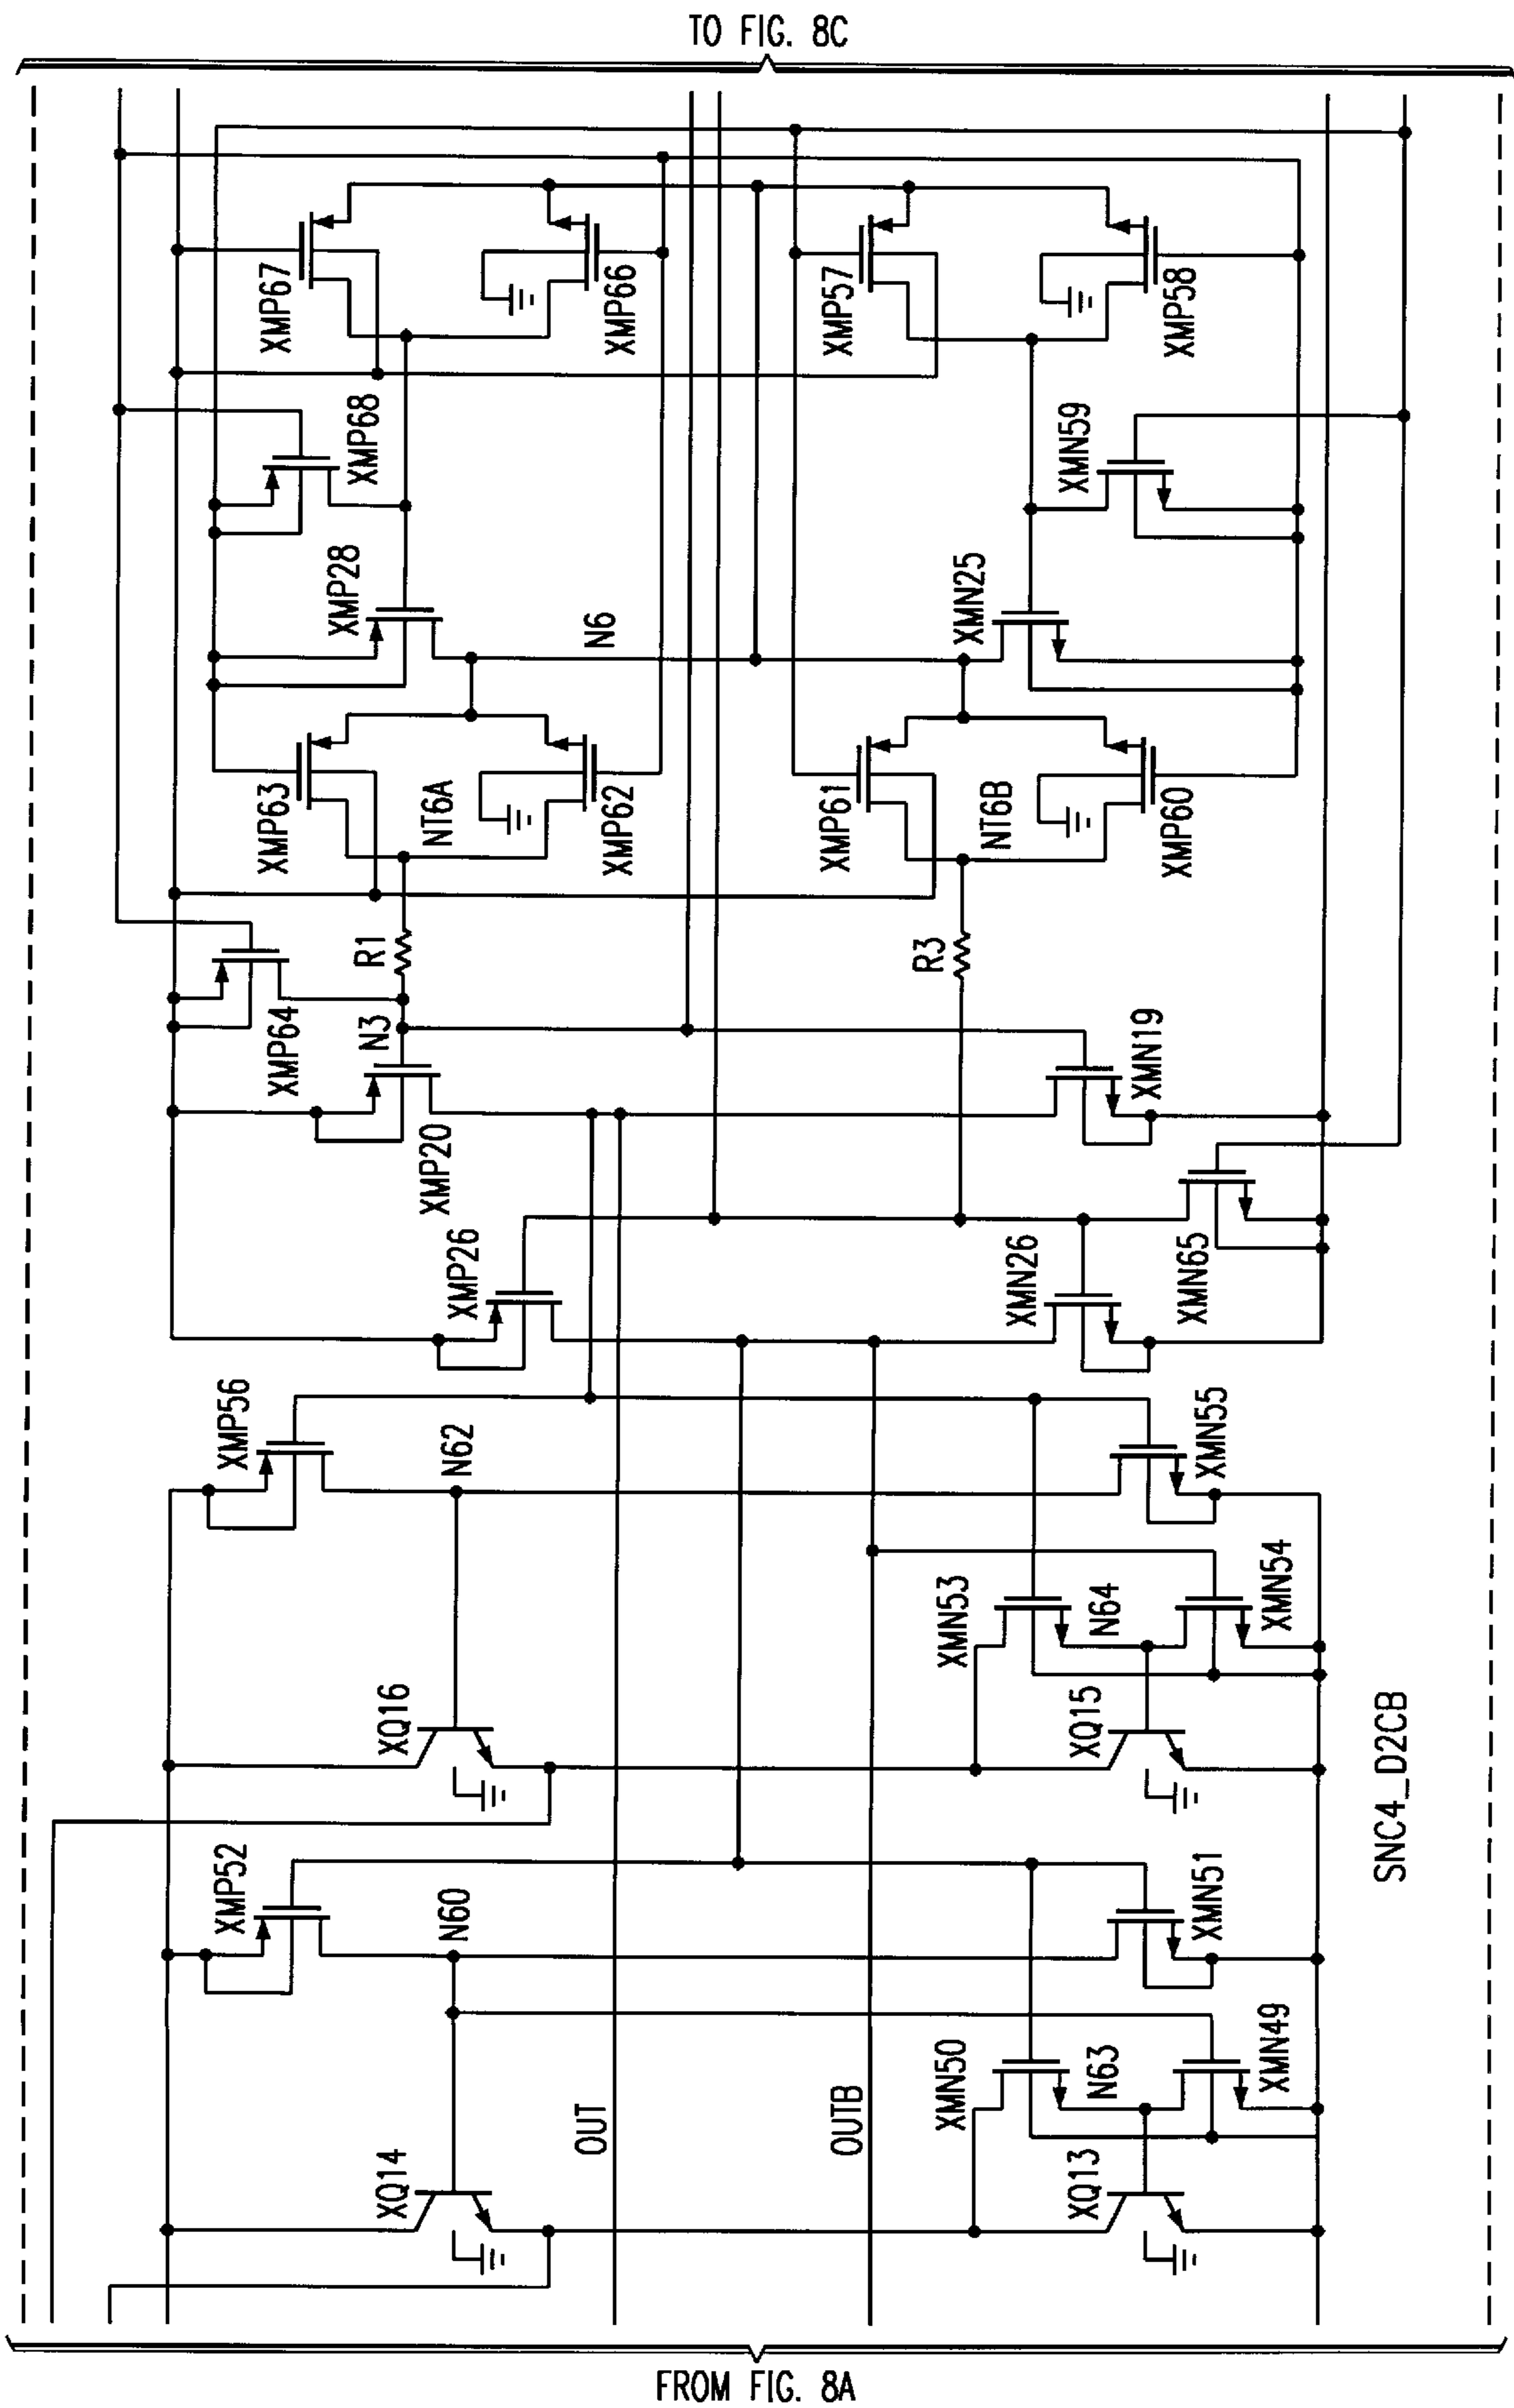 TO FIG. 8C
XMP67
XMP66
XMP57
XMP58
XMP68
XMN59
XMP28
N6
XMN25
XMP63
NT6A
XMP62
XMP61
NT6B
XMP60
R1
R3
XMP64
N3
XMP20
XMN19
XMP26
XMN26
XMN65
XMP56
N62
XMN55
XMN53
N64
XMN54
XQ16
XQ15
SNC4_D2CB
XMP52
N60
XMN51
XMN50
N63
XMN49
OUT
OUTB
XQ14
XQ13
FROM FIG. 8A